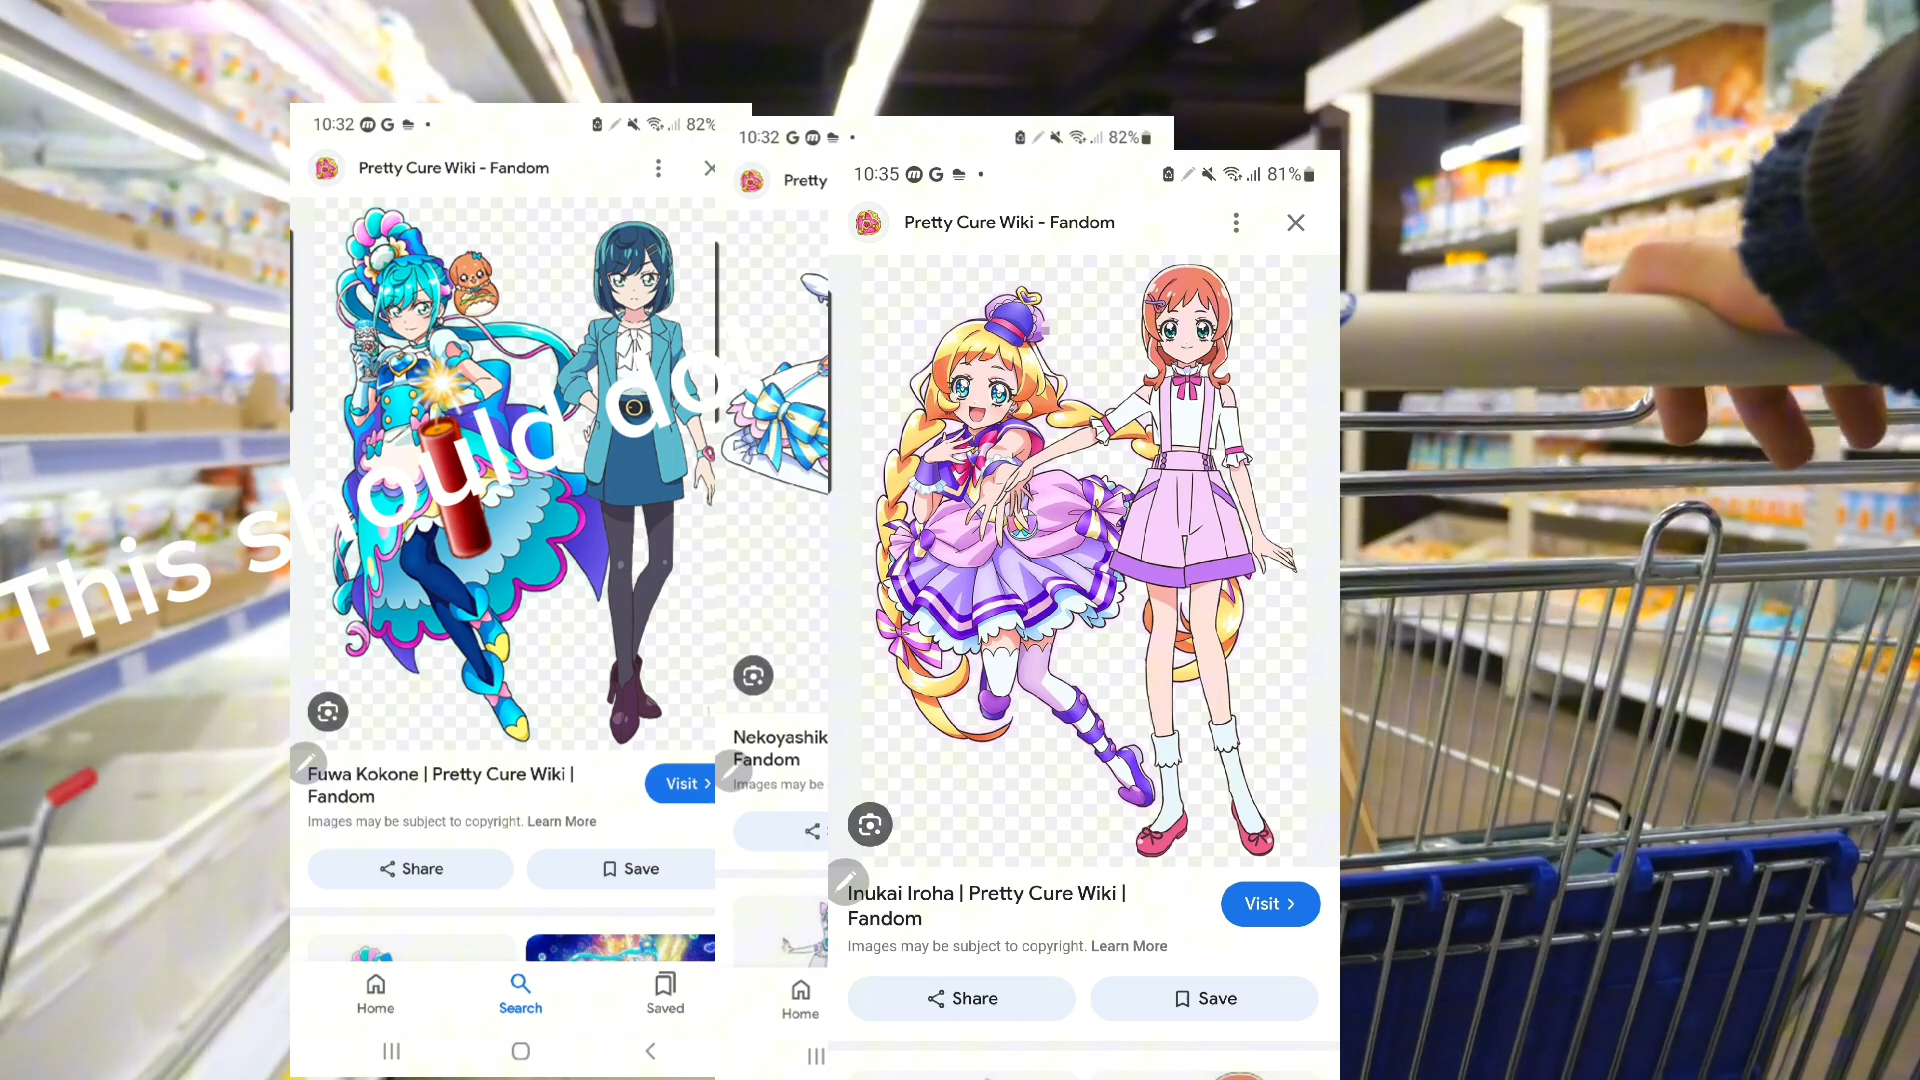 10:32
82%
Pretty Cure Wiki - Fandom
This should do
Fuwa Kokone | Pretty Cure Wiki |
Fandom
Visit
Images may be subject to copyright. Learn More
Share
Save
Home
Search
Saved
10:32
82%
Pretty
Nekoyashik
Fandom
Images may be
Home
10:35
81%
Pretty Cure Wiki - Fandom
Inukai Iroha | Pretty Cure Wiki |
Fandom
Visit
Images may be subject to copyright. Learn More
Share
Save